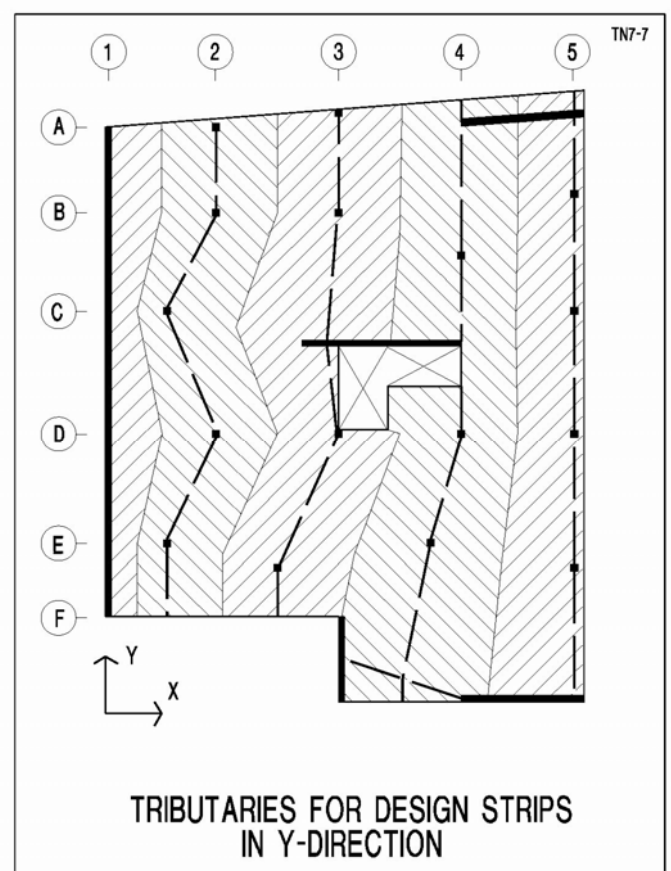 TN7-7
1 2 3 4 5
A
B
C
D
E
F
Y
X
TRIBUTARIES FOR DESIGN STRIPS
IN Y-DIRECTION